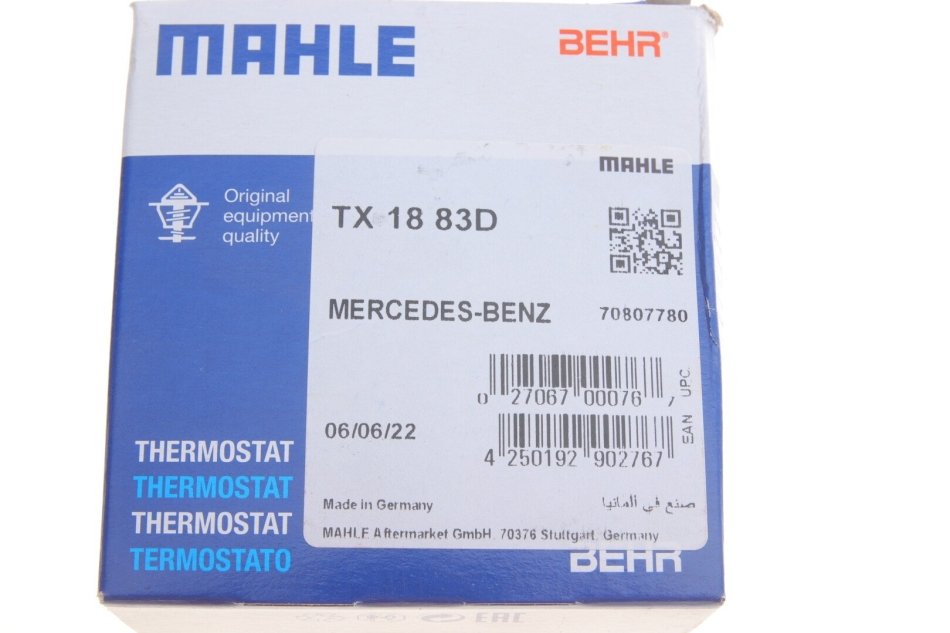 MAHLE
BEHR®
MAHLE
Original
equipment
quality
TX 18 83D
MERCEDES-BENZ
70807780
0 27067 00076 7
UPC
06/06/22
4 250192 902767
EAN
THERMOSTAT
THERMOSTAT
THERMOSTAT
TERMOSTATO
Made in Germany
صنع في ألمانيا
MAHLE Aftermarket GmbH, 70376 Stuttgart, Germany
BEHR
EAC